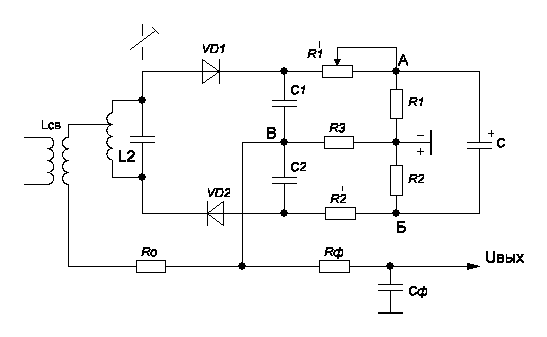 VD1
R1'
А
Lсв
C1
R1
L2
В
R3
−
+
+
C
C2
R2
VD2
R2'
Б
Rо
Rф
Uвых
Cф